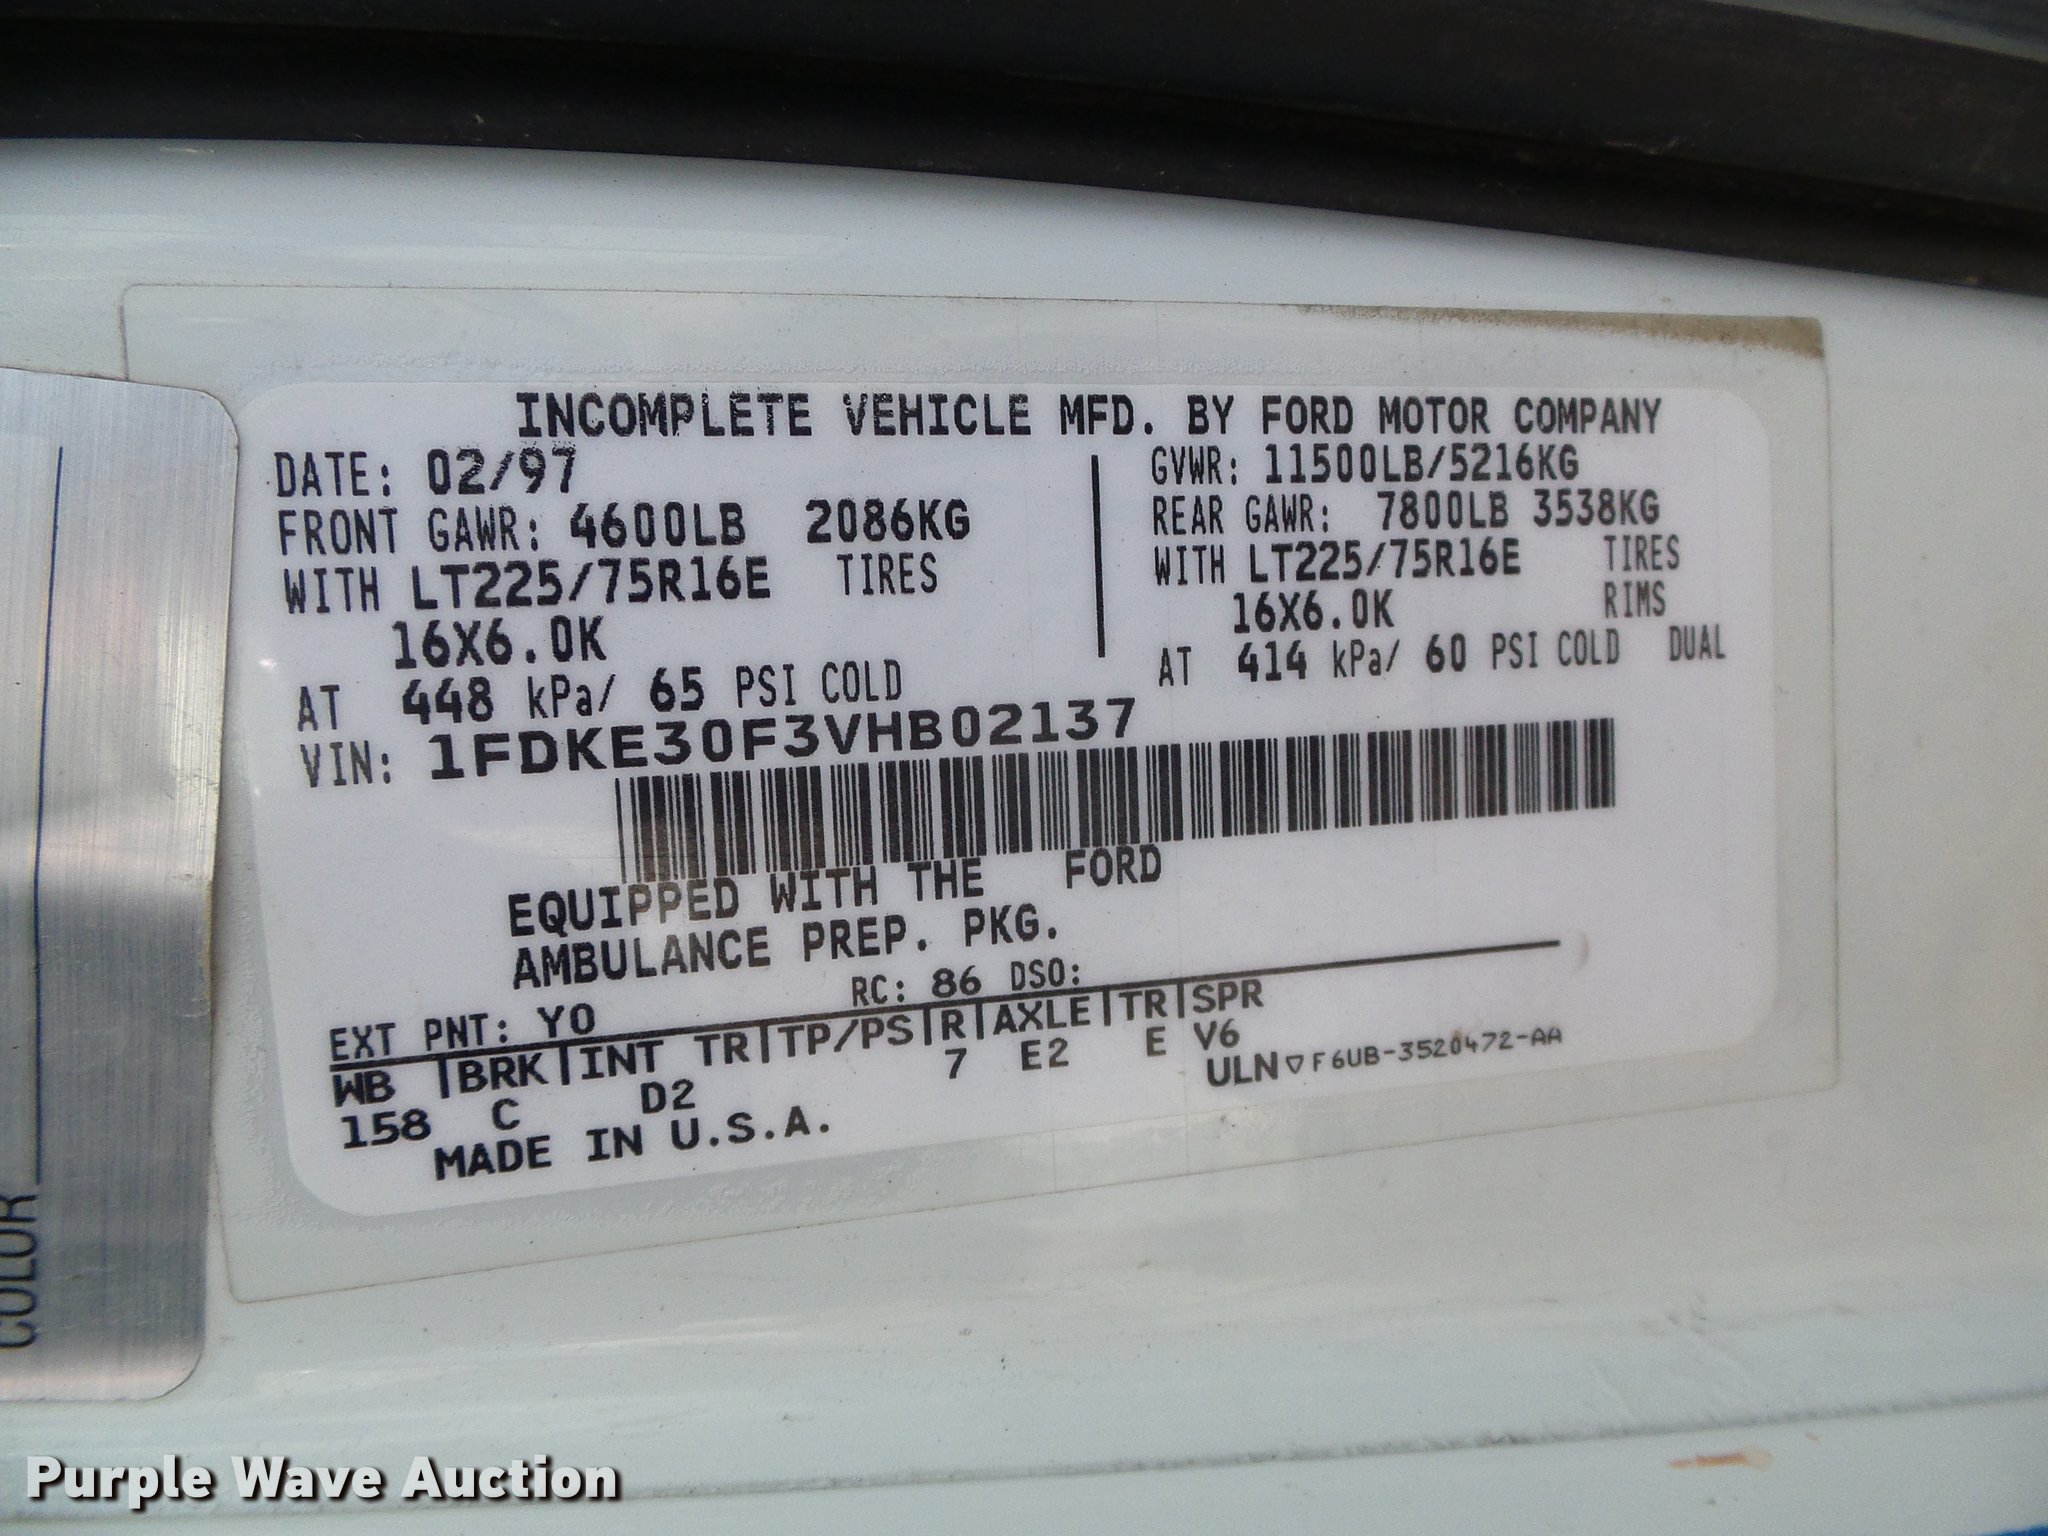 INCOMPLETE VEHICLE MFD. BY FORD MOTOR COMPANY
DATE: 02/97
FRONT GAWR: 4600LB 2086KG
WITH LT225/75R16E TIRES
16X6.0K
AT 448 kPa/ 65 PSI COLD
GVWR: 11500LB/5216KG
REAR GAWR: 7800LB 3538KG
WITH LT225/75R16E TIRES
16X6.0K RIMS
AT 414 kPa/ 60 PSI COLD DUAL
VIN: 1FDKE30F3VHB02137
EQUIPPED WITH THE FORD
AMBULANCE PREP. PKG.
EXT PNT: YO RC: 86 DSO:
WB |BRK|INT TR|TP/PS|R|AXLE|TR|SPR
158 C D2 7 E2 E V6
MADE IN U.S.A.
ULN▽F6UB-3520472-AA
COLOR
Purple Wave Auction